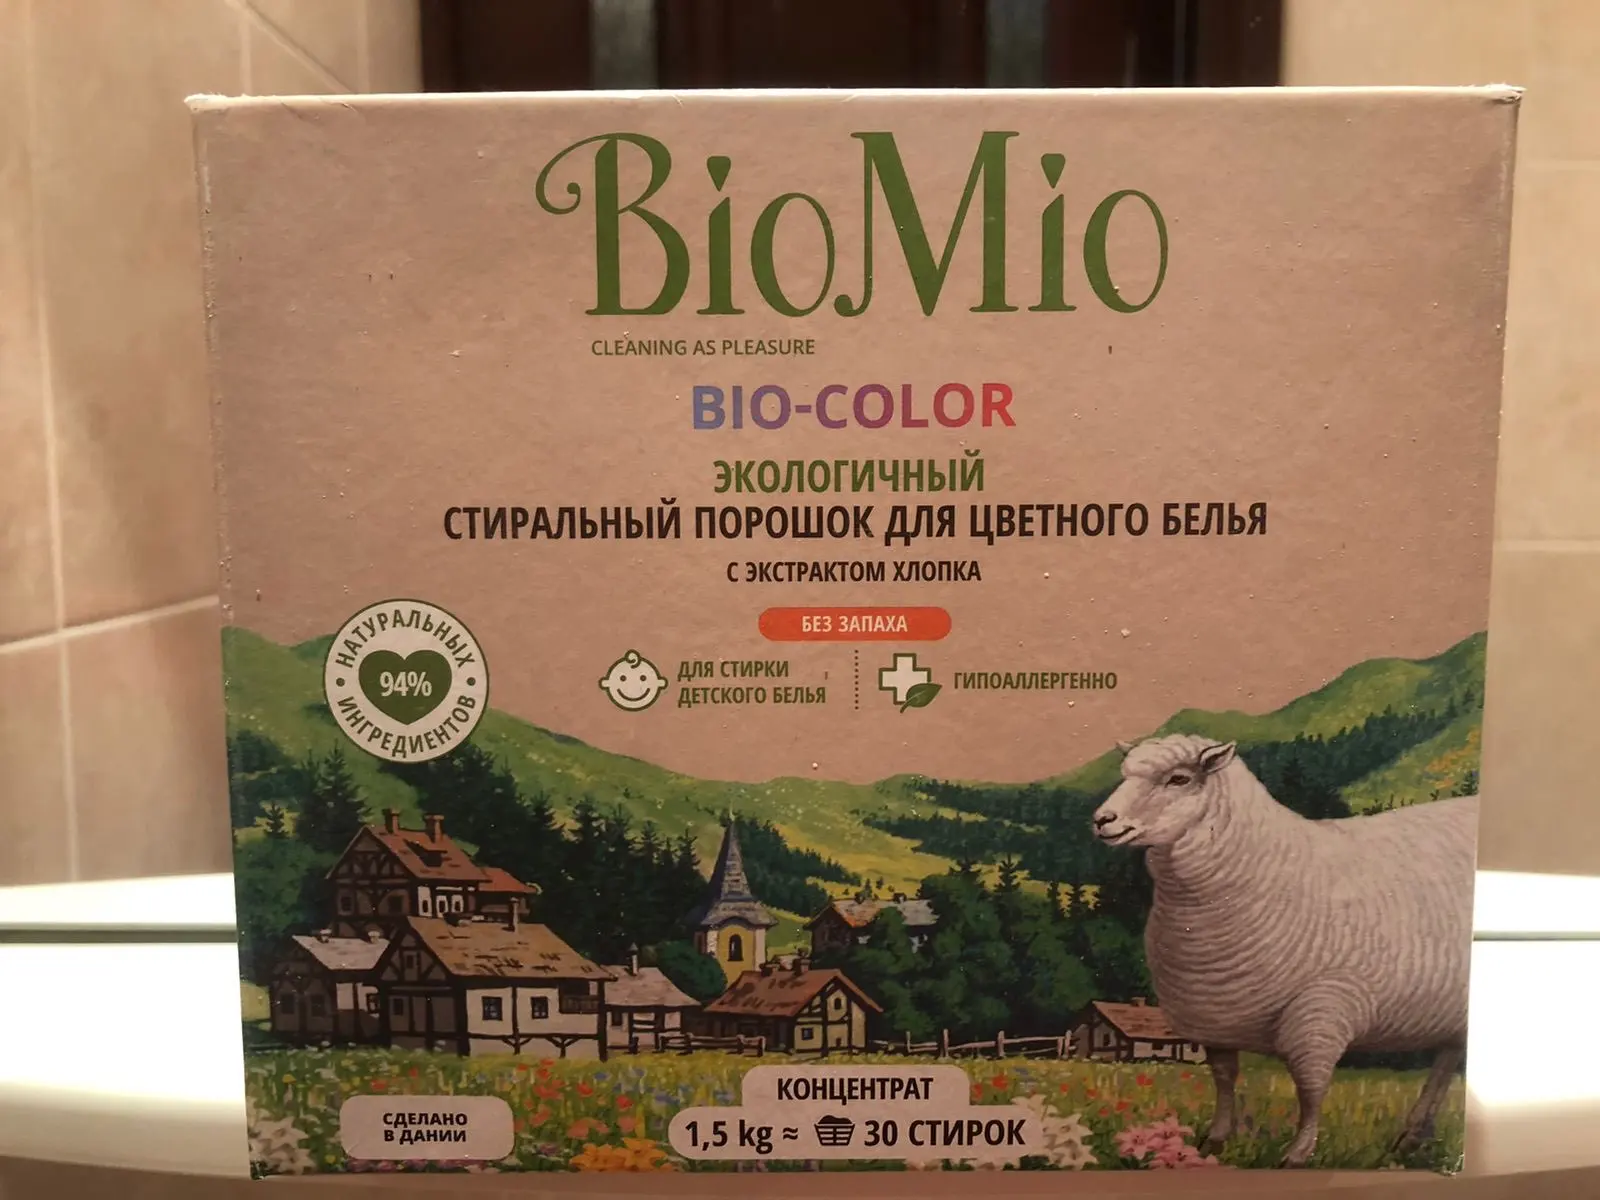 BioMio
CLEANING AS PLEASURE
BIO-COLOR
ЭКОЛОГИЧНЫЙ
СТИРАЛЬНЫЙ ПОРОШОК ДЛЯ ЦВЕТНОГО БЕЛЬЯ
С ЭКСТРАКТОМ ХЛОПКА
БЕЗ ЗАПАХА
НАТУРАЛЬНЫХ
94%
ИНГРЕДИЕНТОВ
ДЛЯ СТИРКИ
ДЕТСКОГО БЕЛЬЯ
ГИПОАЛЛЕРГЕННО
СДЕЛАНО
В ДАНИИ
КОНЦЕНТРАТ
1,5 kg ≈ 30 СТИРОК